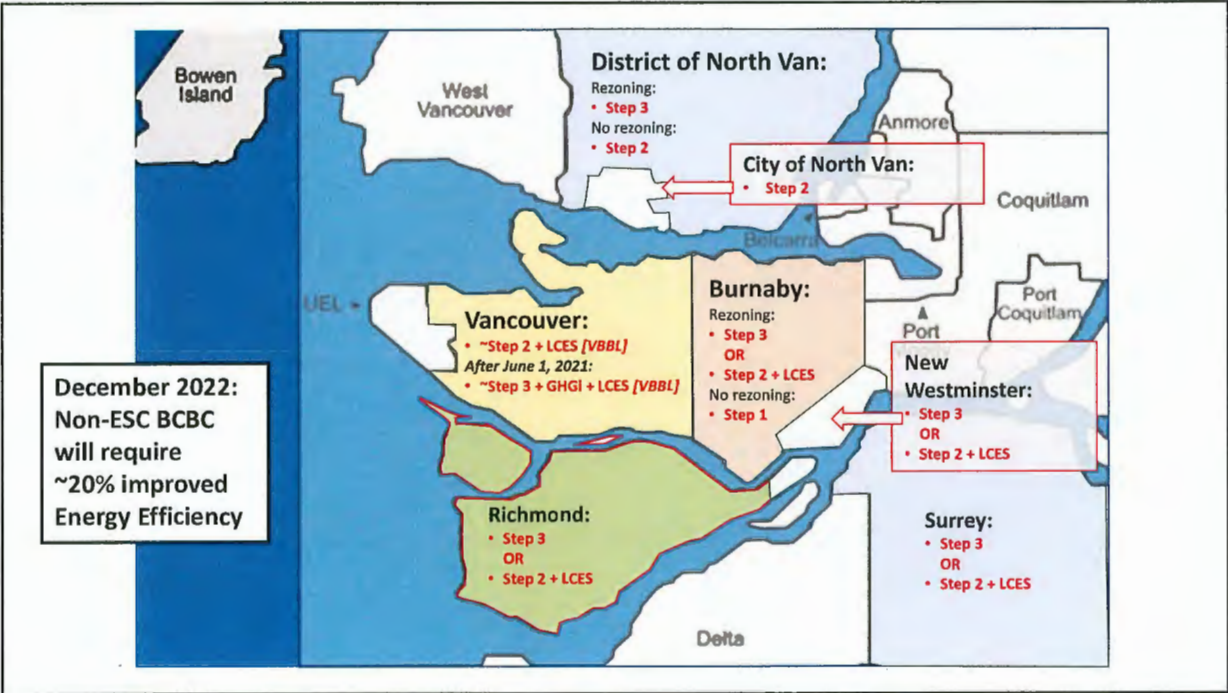 Bowen
Island
West
Vancouver
District of North Van:
Rezoning:
• Step 3
No rezoning:
• Step 2
Anmore
City of North Van:
• Step 2
Coquitlam
Belcarra
UEL
Vancouver:
• ~Step 2 + LCES [VBBL]
After June 1, 2021:
• ~Step 3 + GHGi + LCES [VBBL]
Burnaby:
Rezoning:
• Step 3
OR
• Step 2 + LCES
No rezoning:
• Step 1
Port
Coquitlam
Port
New
Westminster:
• Step 3
OR
• Step 2 + LCES
December 2022:
Non-ESC BCBC
will require
~20% improved
Energy Efficiency
Richmond:
• Step 3
OR
• Step 2 + LCES
Surrey:
• Step 3
OR
• Step 2 + LCES
Delta